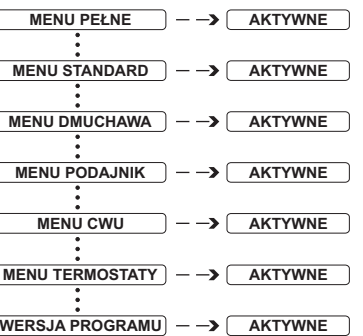 MENU PEŁNE AKTYWNE
MENU STANDARD AKTYWNE
MENU DMUCHAWA AKTYWNE
MENU PODAJNIK AKTYWNE
MENU CWU AKTYWNE
MENU TERMOSTATY AKTYWNE
WERSJA PROGRAMU AKTYWNE